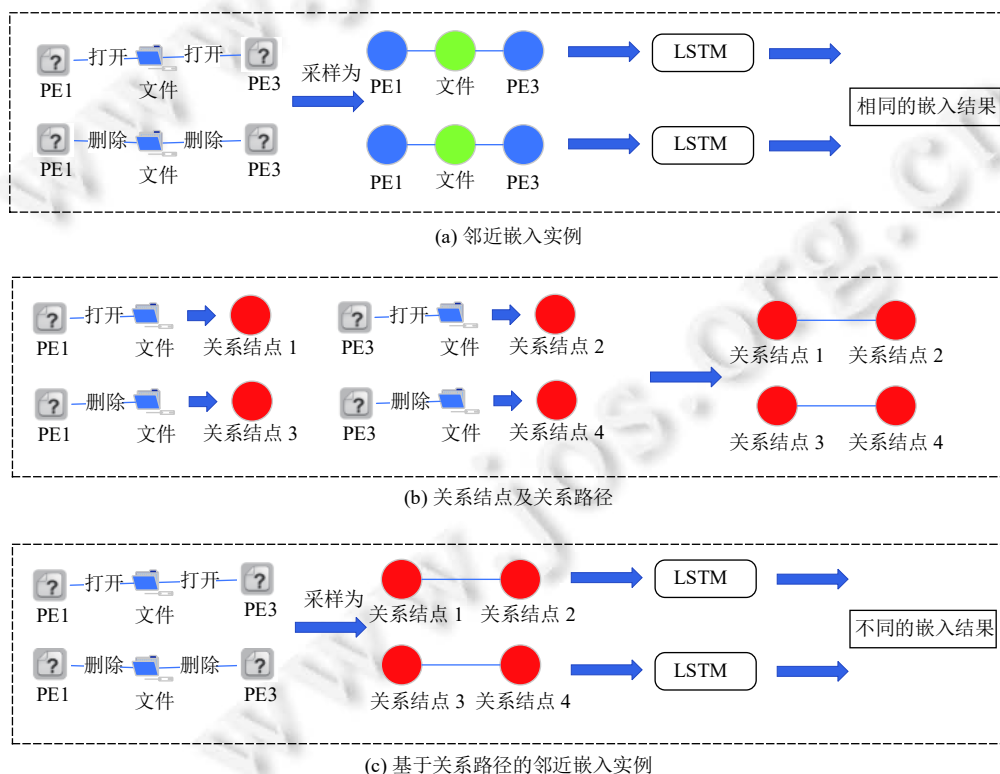 打开 打开
PE1 文件 PE3
删除 删除
PE1 文件 PE3
采样为
PE1 文件 PE3
PE1 文件 PE3
LSTM
LSTM
相同的嵌入结果
(a) 邻近嵌入实例
打开
PE1 文件 关系结点 1
打开
PE3 文件 关系结点 2
删除
PE1 文件 关系结点 3
删除
PE3 文件 关系结点 4
关系结点 1 关系结点 2
关系结点 3 关系结点 4
(b) 关系结点及关系路径
打开 打开
PE1 文件 PE3
删除 删除
PE1 文件 PE3
采样为
关系结点 1 关系结点 2
关系结点 3 关系结点 4
LSTM
LSTM
不同的嵌入结果
(c) 基于关系路径的邻近嵌入实例
www.jos.org.cn